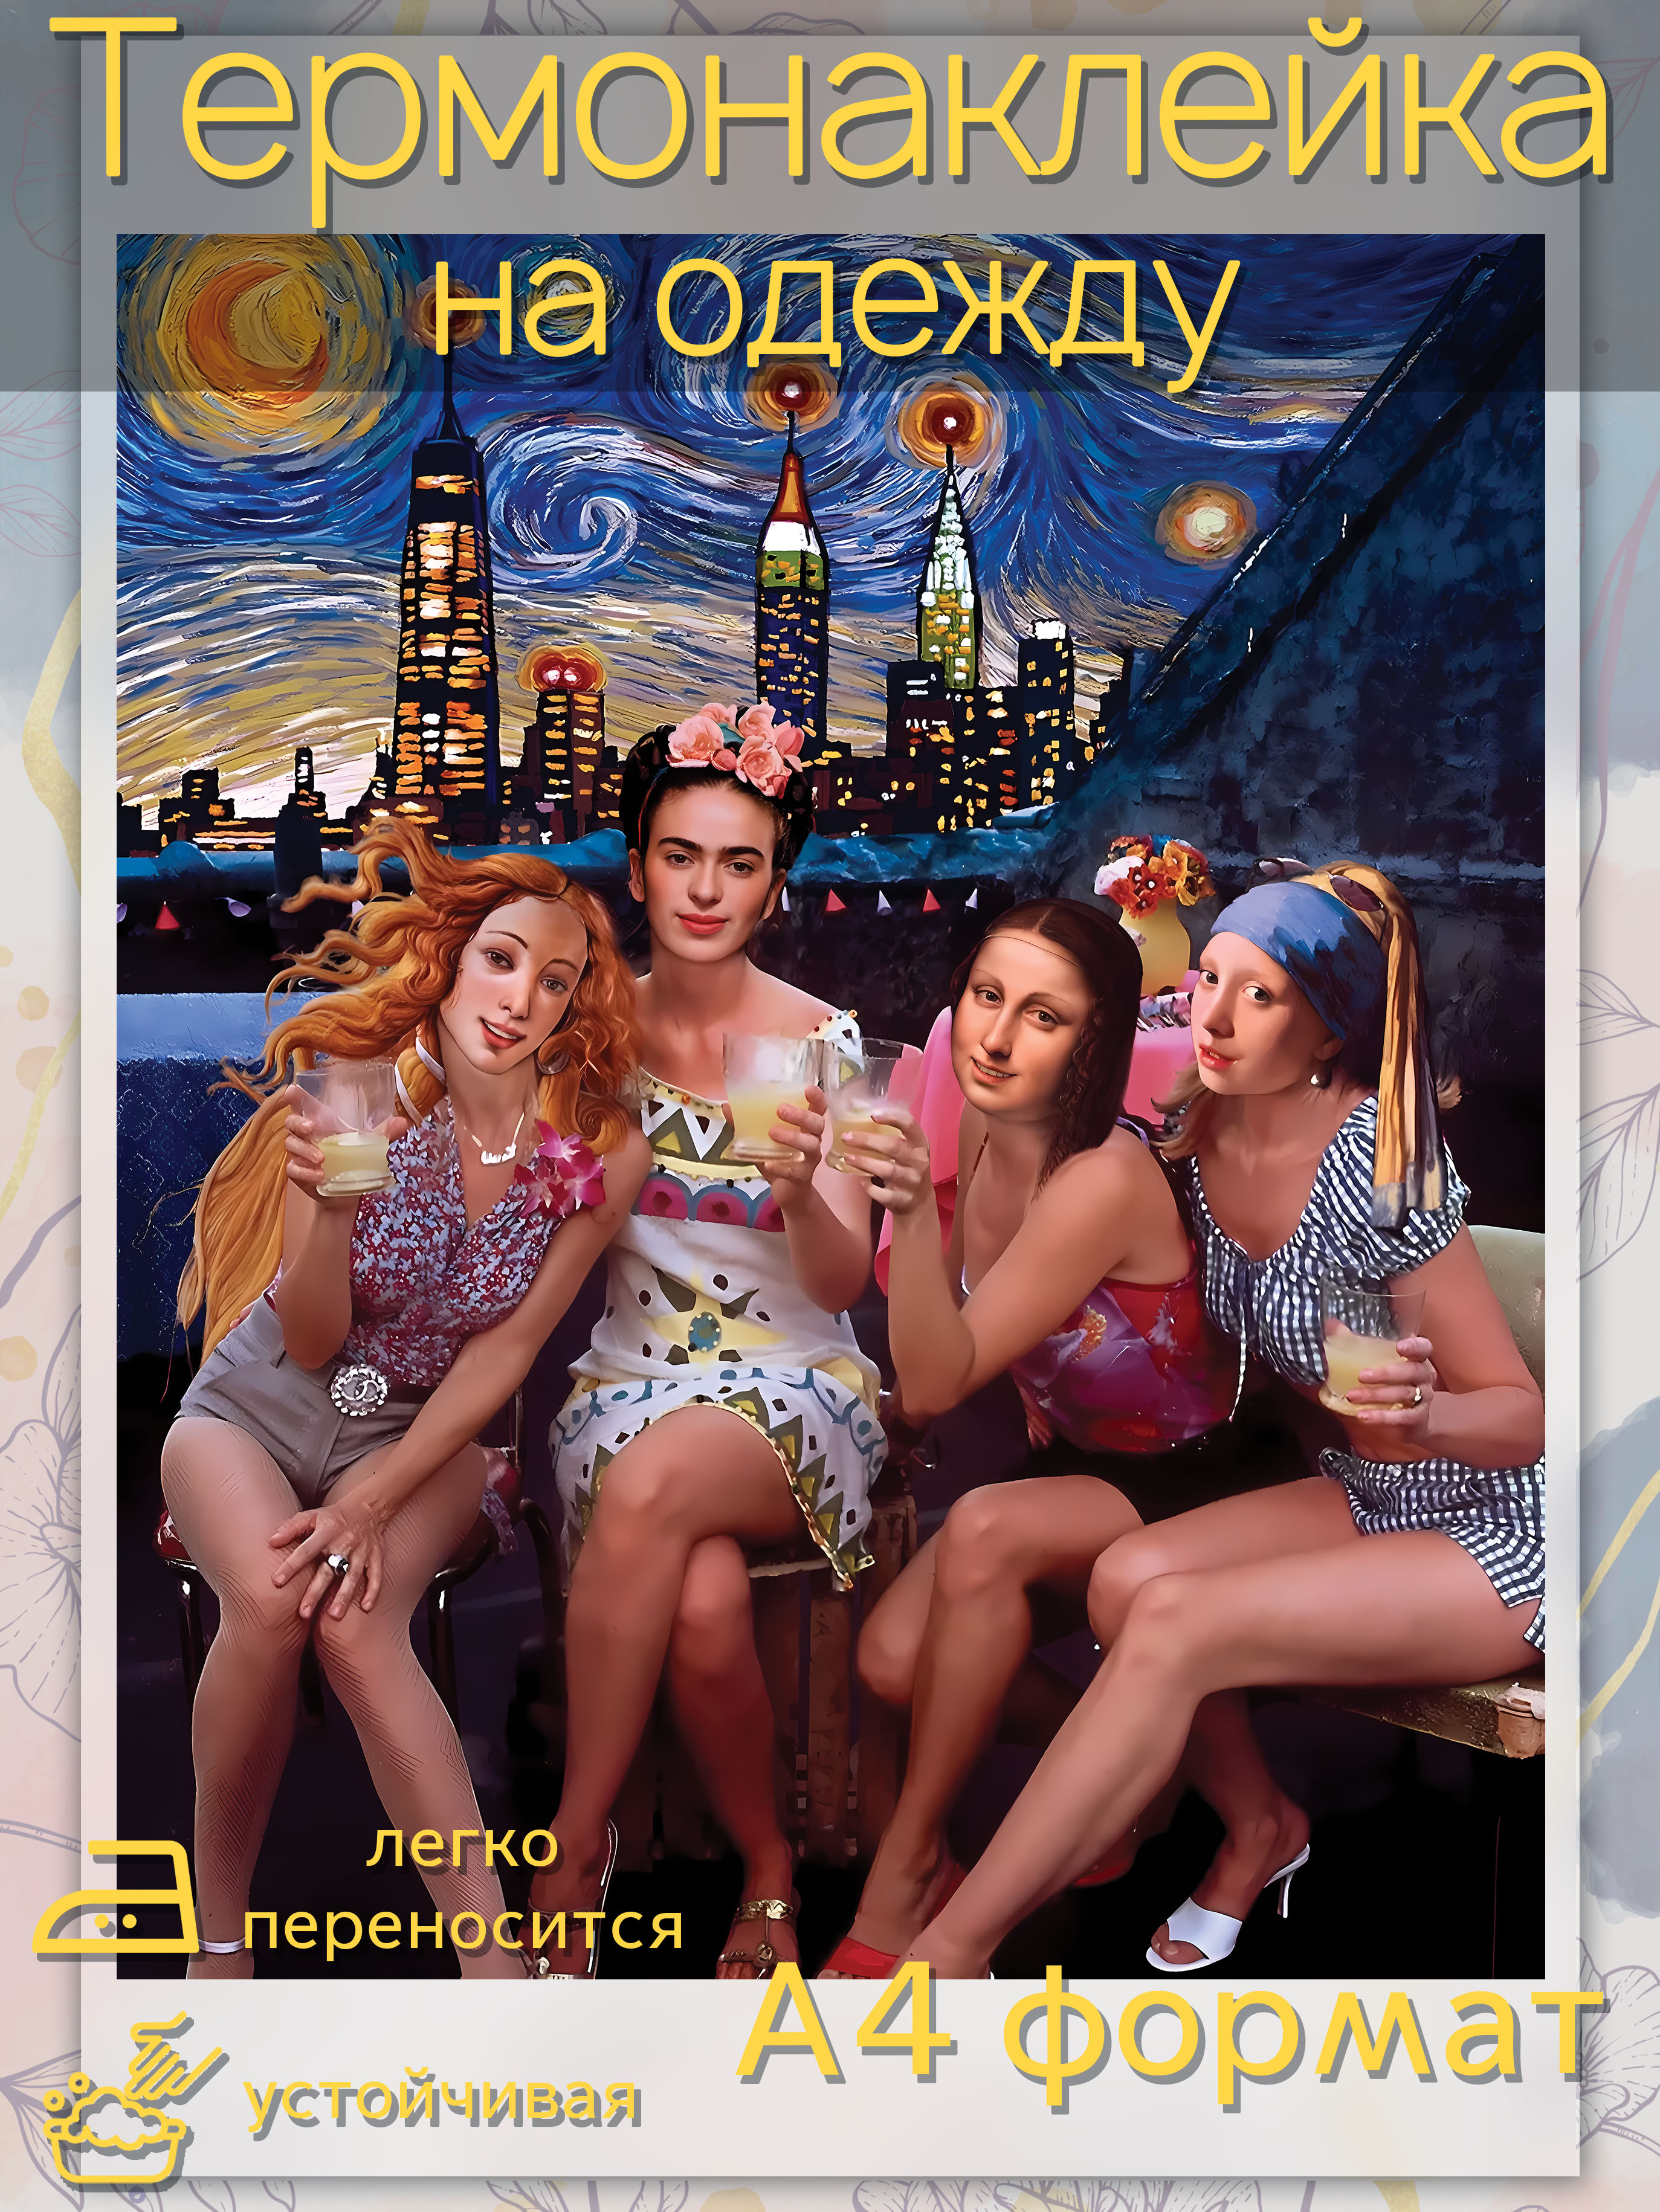 Термонаклейка
на одежду
легко
переносится
А4 формат
устойчивая